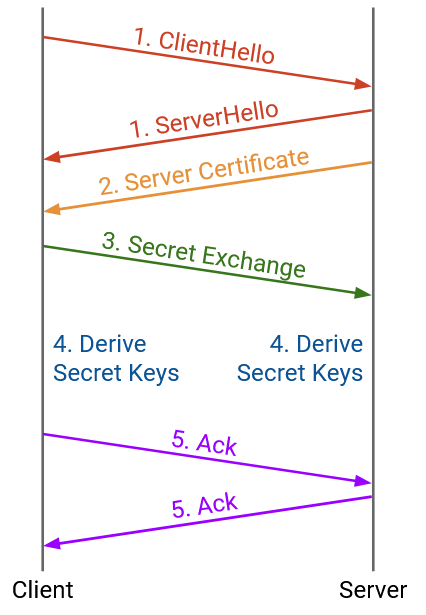 1. ClientHello
1. ServerHello
2. Server Certificate
3. Secret Exchange
4. Derive
Secret Keys
4. Derive
Secret Keys
5. Ack
5. Ack
Client
Server